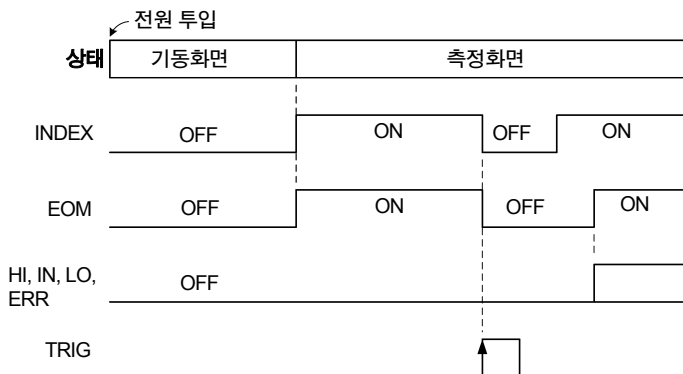 전원 투입
상태 기동화면 측정화면
INDEX OFF ON OFF ON
EOM OFF ON OFF ON
HI, IN, LO,
ERR OFF
TRIG